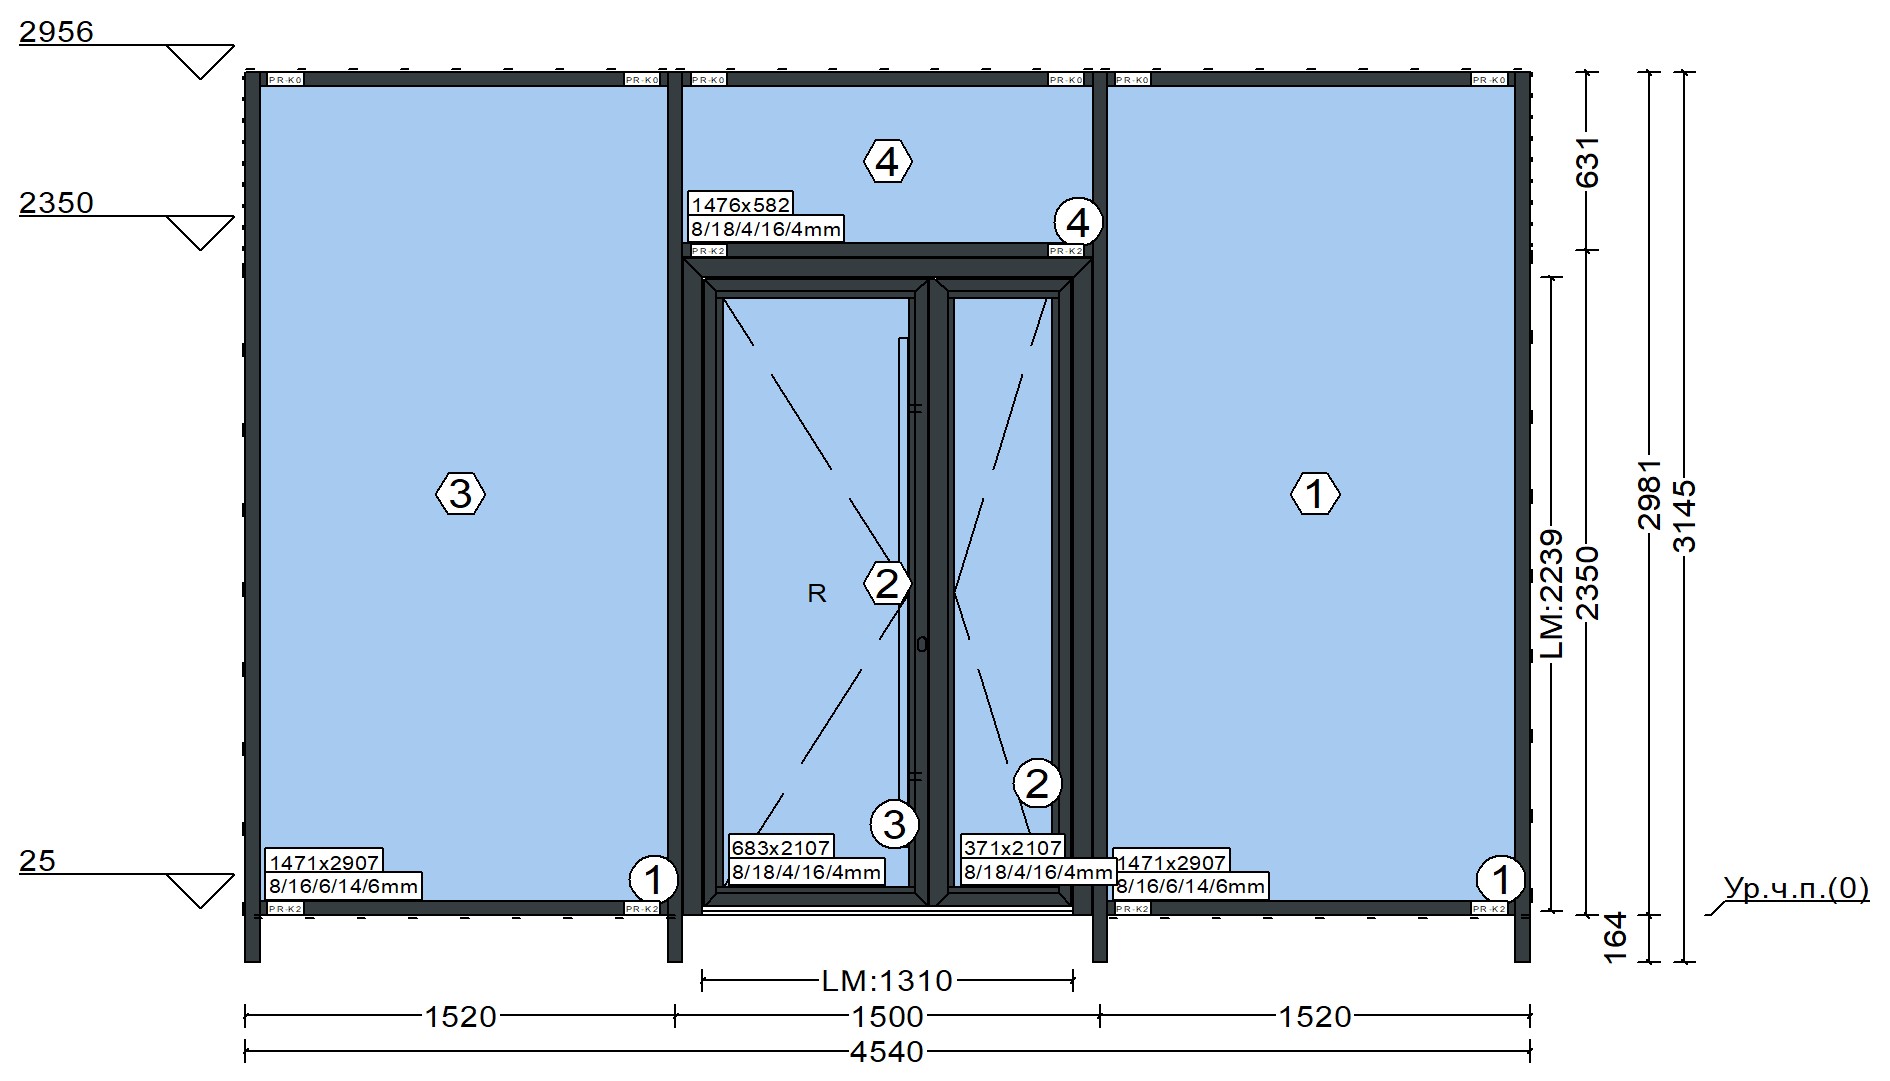 2956
PR-K0 PR-K0 PR-K0 PR-K0 PR-K0 PR-K0
4
631
2350
1476x582
8/18/4/16/4mm
4
PR-K2 PR-K2
3
1
2981
3145
LM:2239
2350
2
R
2
3
25
683x2107
8/18/4/16/4mm
371x2107
8/18/4/16/4mm
1471x2907
8/16/6/14/6mm
1
1471x2907
8/16/6/14/6mm
1
Ур.ч.п.(0)
PR-K2 PR-K2 PR-K2 PR-K2
164
LM:1310
1520 1500 1520
4540